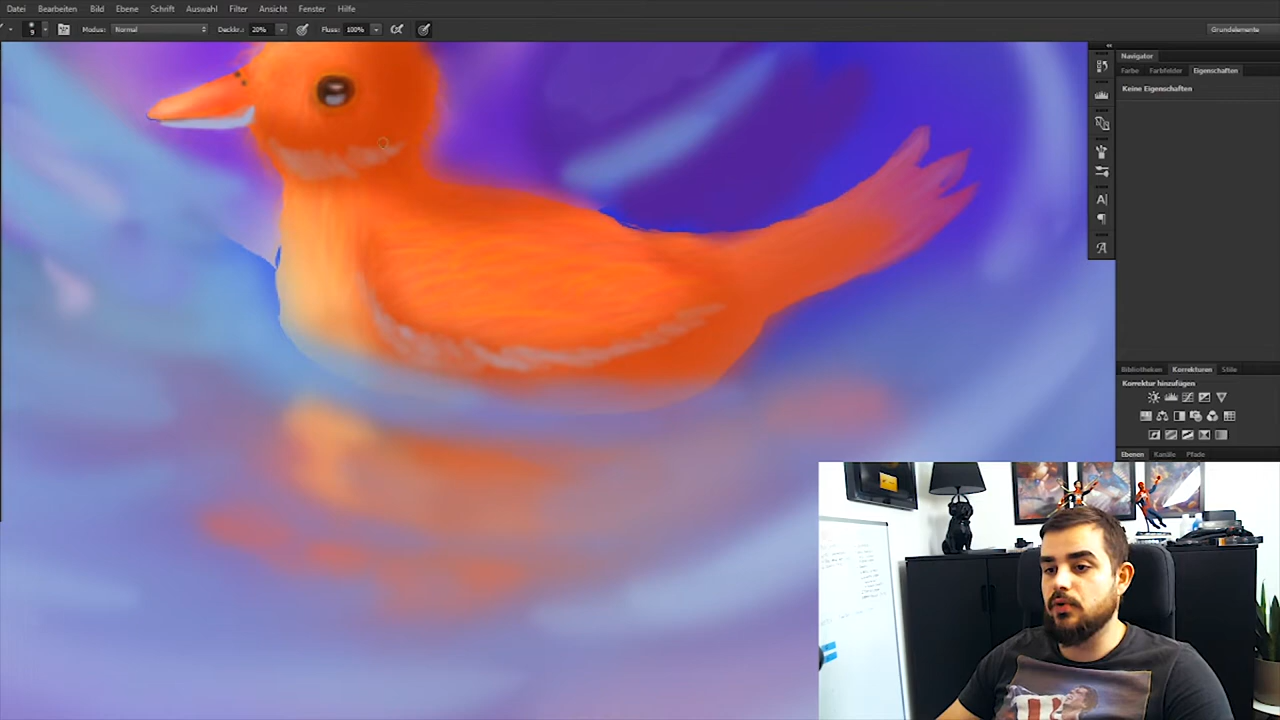 Datei Bearbeiten Bild Ebene Schrift Auswahl Filter Ansicht Fenster Hilfe
9 Modus: Normal Deckkr.: 20% Fluss: 100% Grundelemente
Navigator
Farbe Farbfelder Eigenschaften
Keine Eigenschaften
Bibliotheken Korrekturen Stile
Korrektur hinzufügen
Ebenen Kanäle Pfade